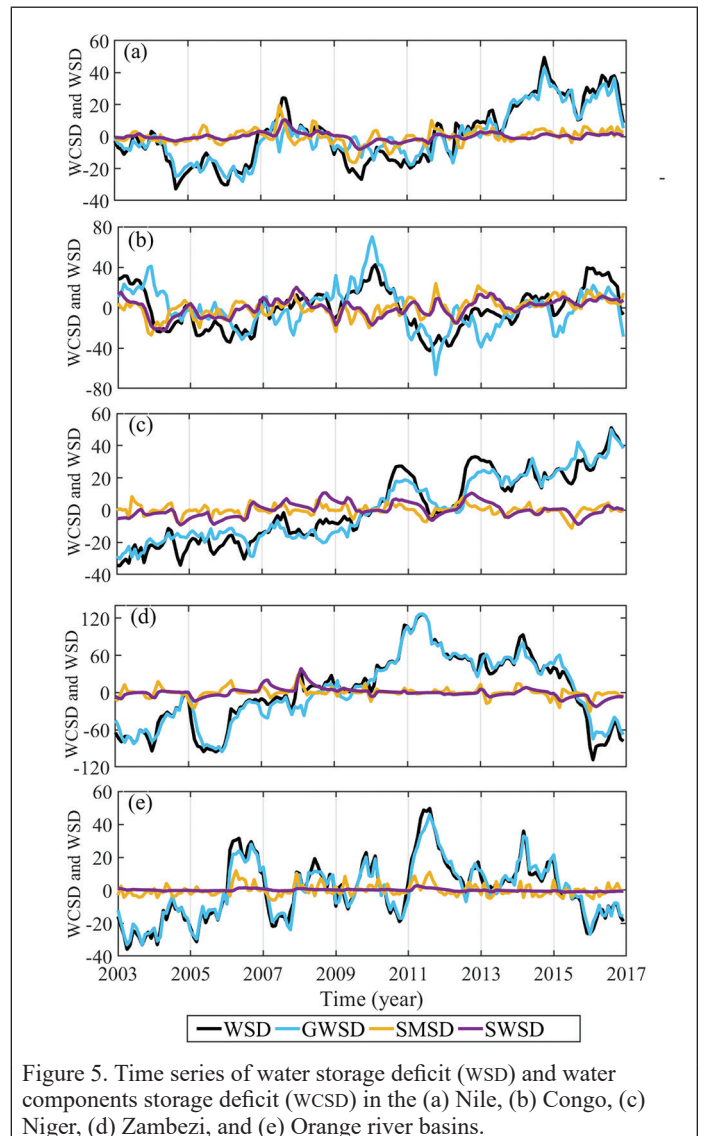 60
40
20
0
-20
-40
WCSD and WSD
(a)
-
80
40
0
-40
-80
WCSD and WSD
(b)
60
40
20
0
-20
-40
WCSD and WSD
(c)
120
60
0
-60
-120
WCSD and WSD
(d)
60
40
20
0
-20
-40
WCSD and WSD
(e)
2003 2005 2007 2009 2011 2013 2015 2017
Time (year)
WSD GWSD SMSD SWSD
Figure 5. Time series of water storage deficit (WSD) and water
components storage deficit (WCSD) in the (a) Nile, (b) Congo, (c)
Niger, (d) Zambezi, and (e) Orange river basins.